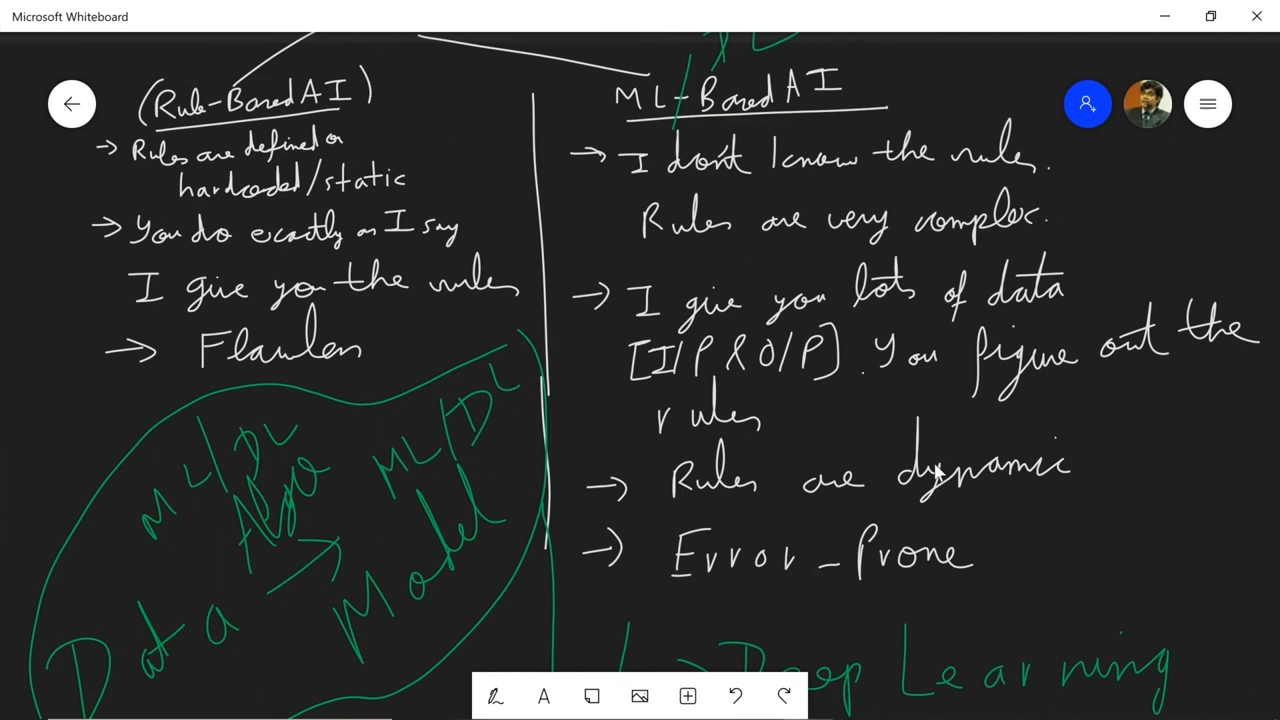 Microsoft Whiteboard
(Rule-Based AI)
→ Rules are defined or
hardcoded/static
→ You do exactly as I say
I give you the rules
→ Flawless
ML/DL
Algo
Data → ML/DL
Model
ML-Based AI
→ I don't know the rules.
Rules are very complex.
→ I give you lots of data
[I/P & O/P]. You figure out the
rules
→ Rules are dynamic
→ Error-Prone
→ Deep Learning